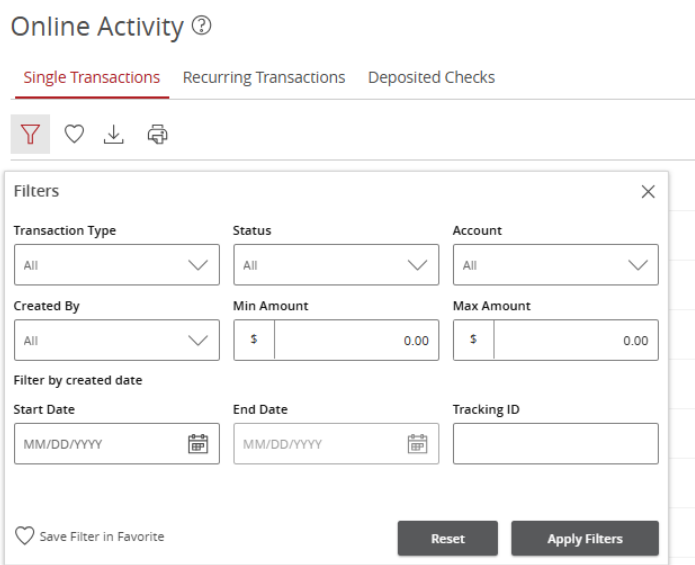 Online Activity ?
Single Transactions Recurring Transactions Deposited Checks
Filters
Transaction Type Status Account
All All All
Created By Min Amount Max Amount
All $ 0.00 $ 0.00
Filter by created date
Start Date End Date Tracking ID
MM/DD/YYYY MM/DD/YYYY
Save Filter in Favorite Reset Apply Filters